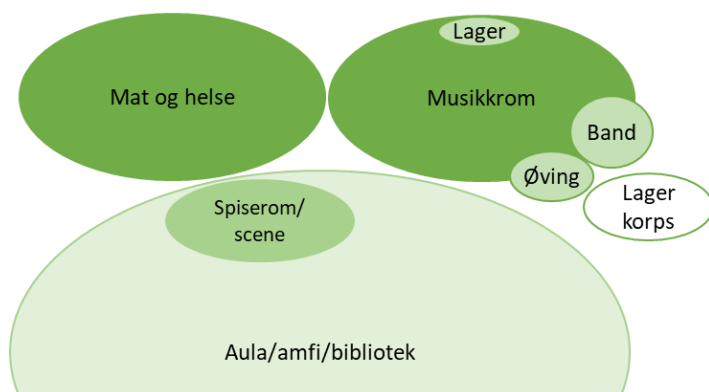 Lager
Mat og helse
Musikkrom
Band
Øving
Lager
korps
Spiserom/
scene
Aula/amfi/bibliotek